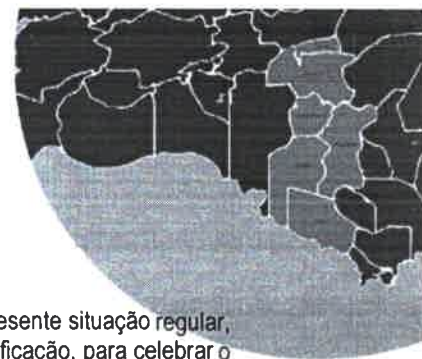 esente situação regular,
ficação, para celebrar o